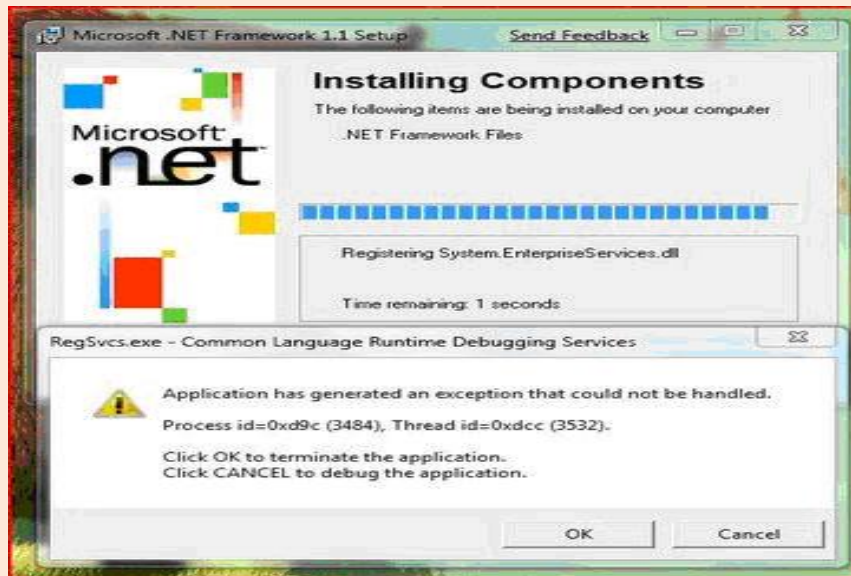 Microsoft .NET Framework 1.1 Setup Send Feedback
Microsoft
.net
Installing Components
The following items are being installed on your computer
.NET Framework Files
Registering System.EnterpriseServices.dll
Time remaining: 1 seconds
RegSvcs.exe - Common Language Runtime Debugging Services
Application has generated an exception that could not be handled.
Process id=0xd9c (3484), Thread id=0xdcc (3532).
Click OK to terminate the application.
Click CANCEL to debug the application.
OK Cancel